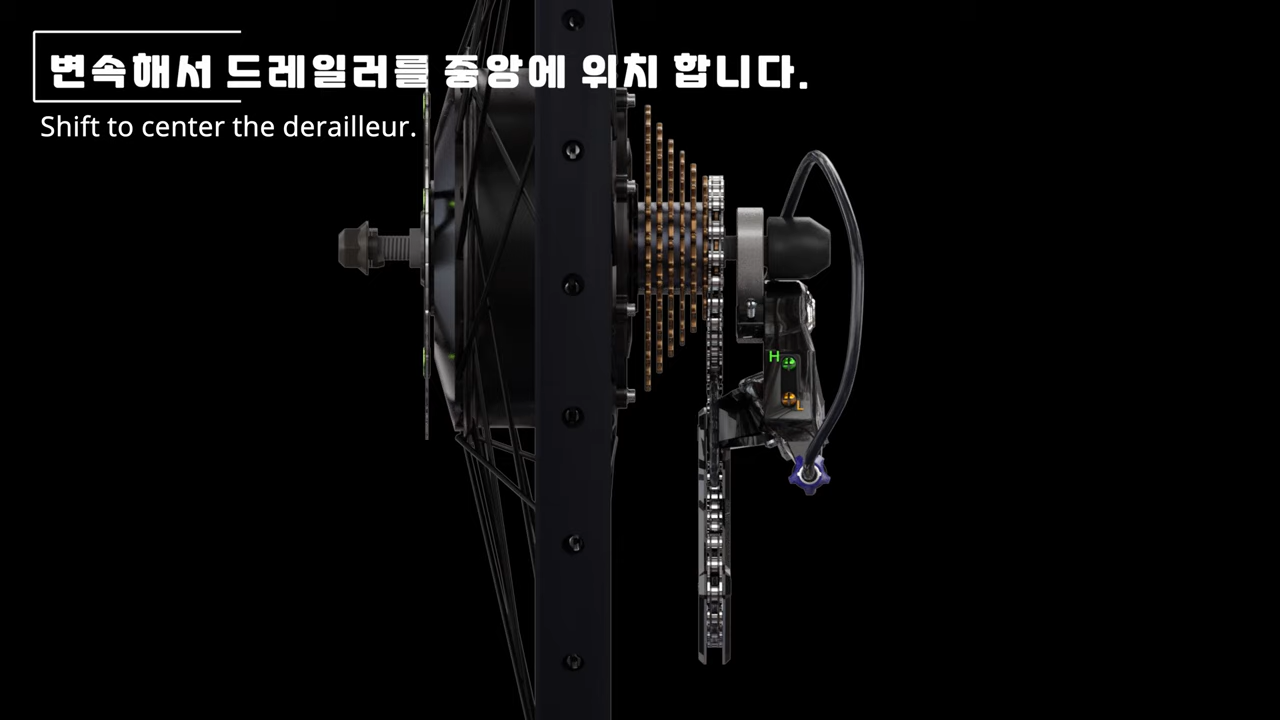 변속해서 드레일러를 중앙에 위치 합니다.
Shift to center the derailleur.
H
L